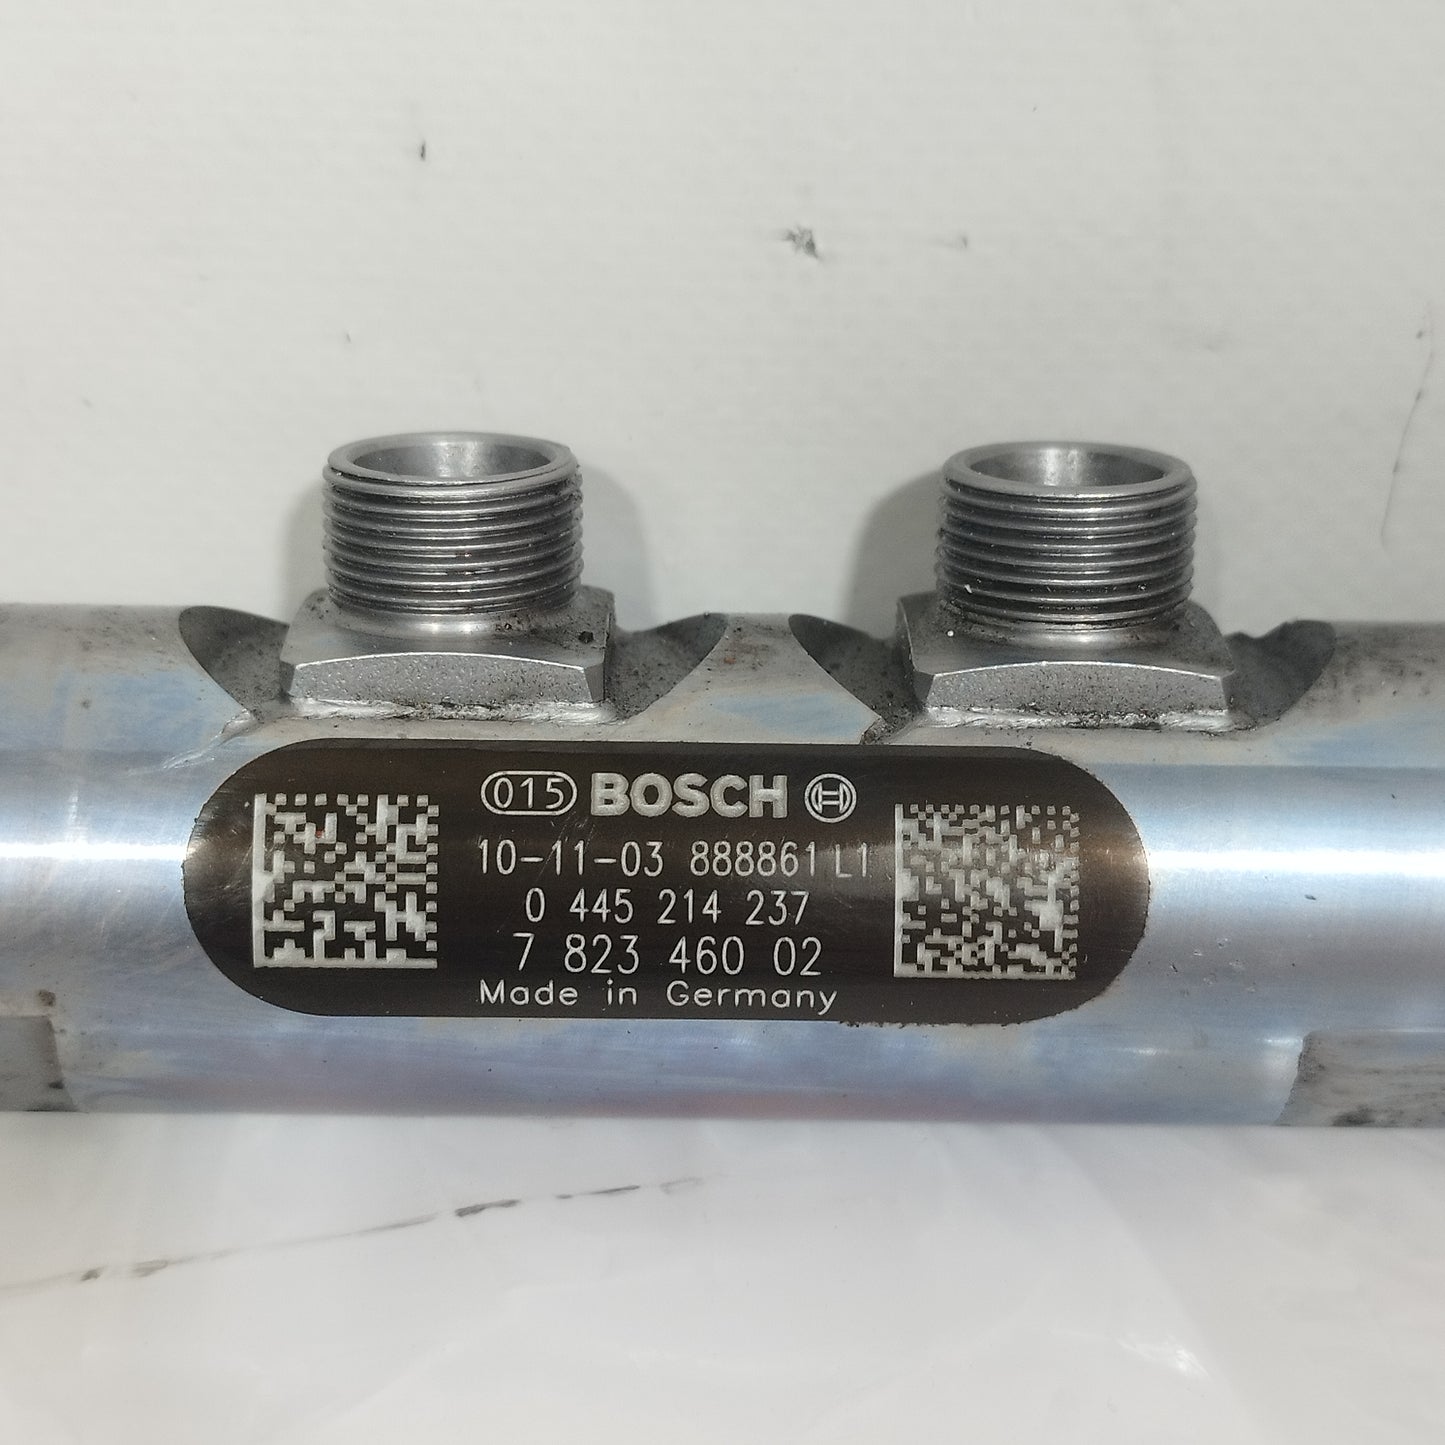 015 BOSCH
10-11-03 888861 L1
0 445 214 237
7 823 460 02
Made in Germany